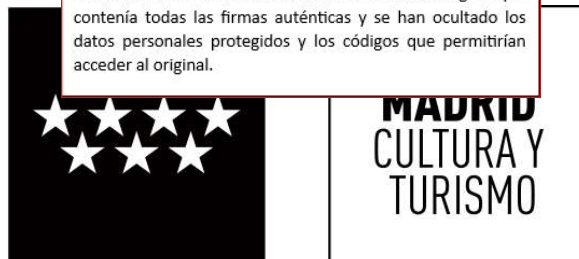 contenía todas las firmas auténticas y se han ocultado los
datos personales protegidos y los códigos que permitirían
acceder al original.
MADRID
CULTURA Y
TURISMO